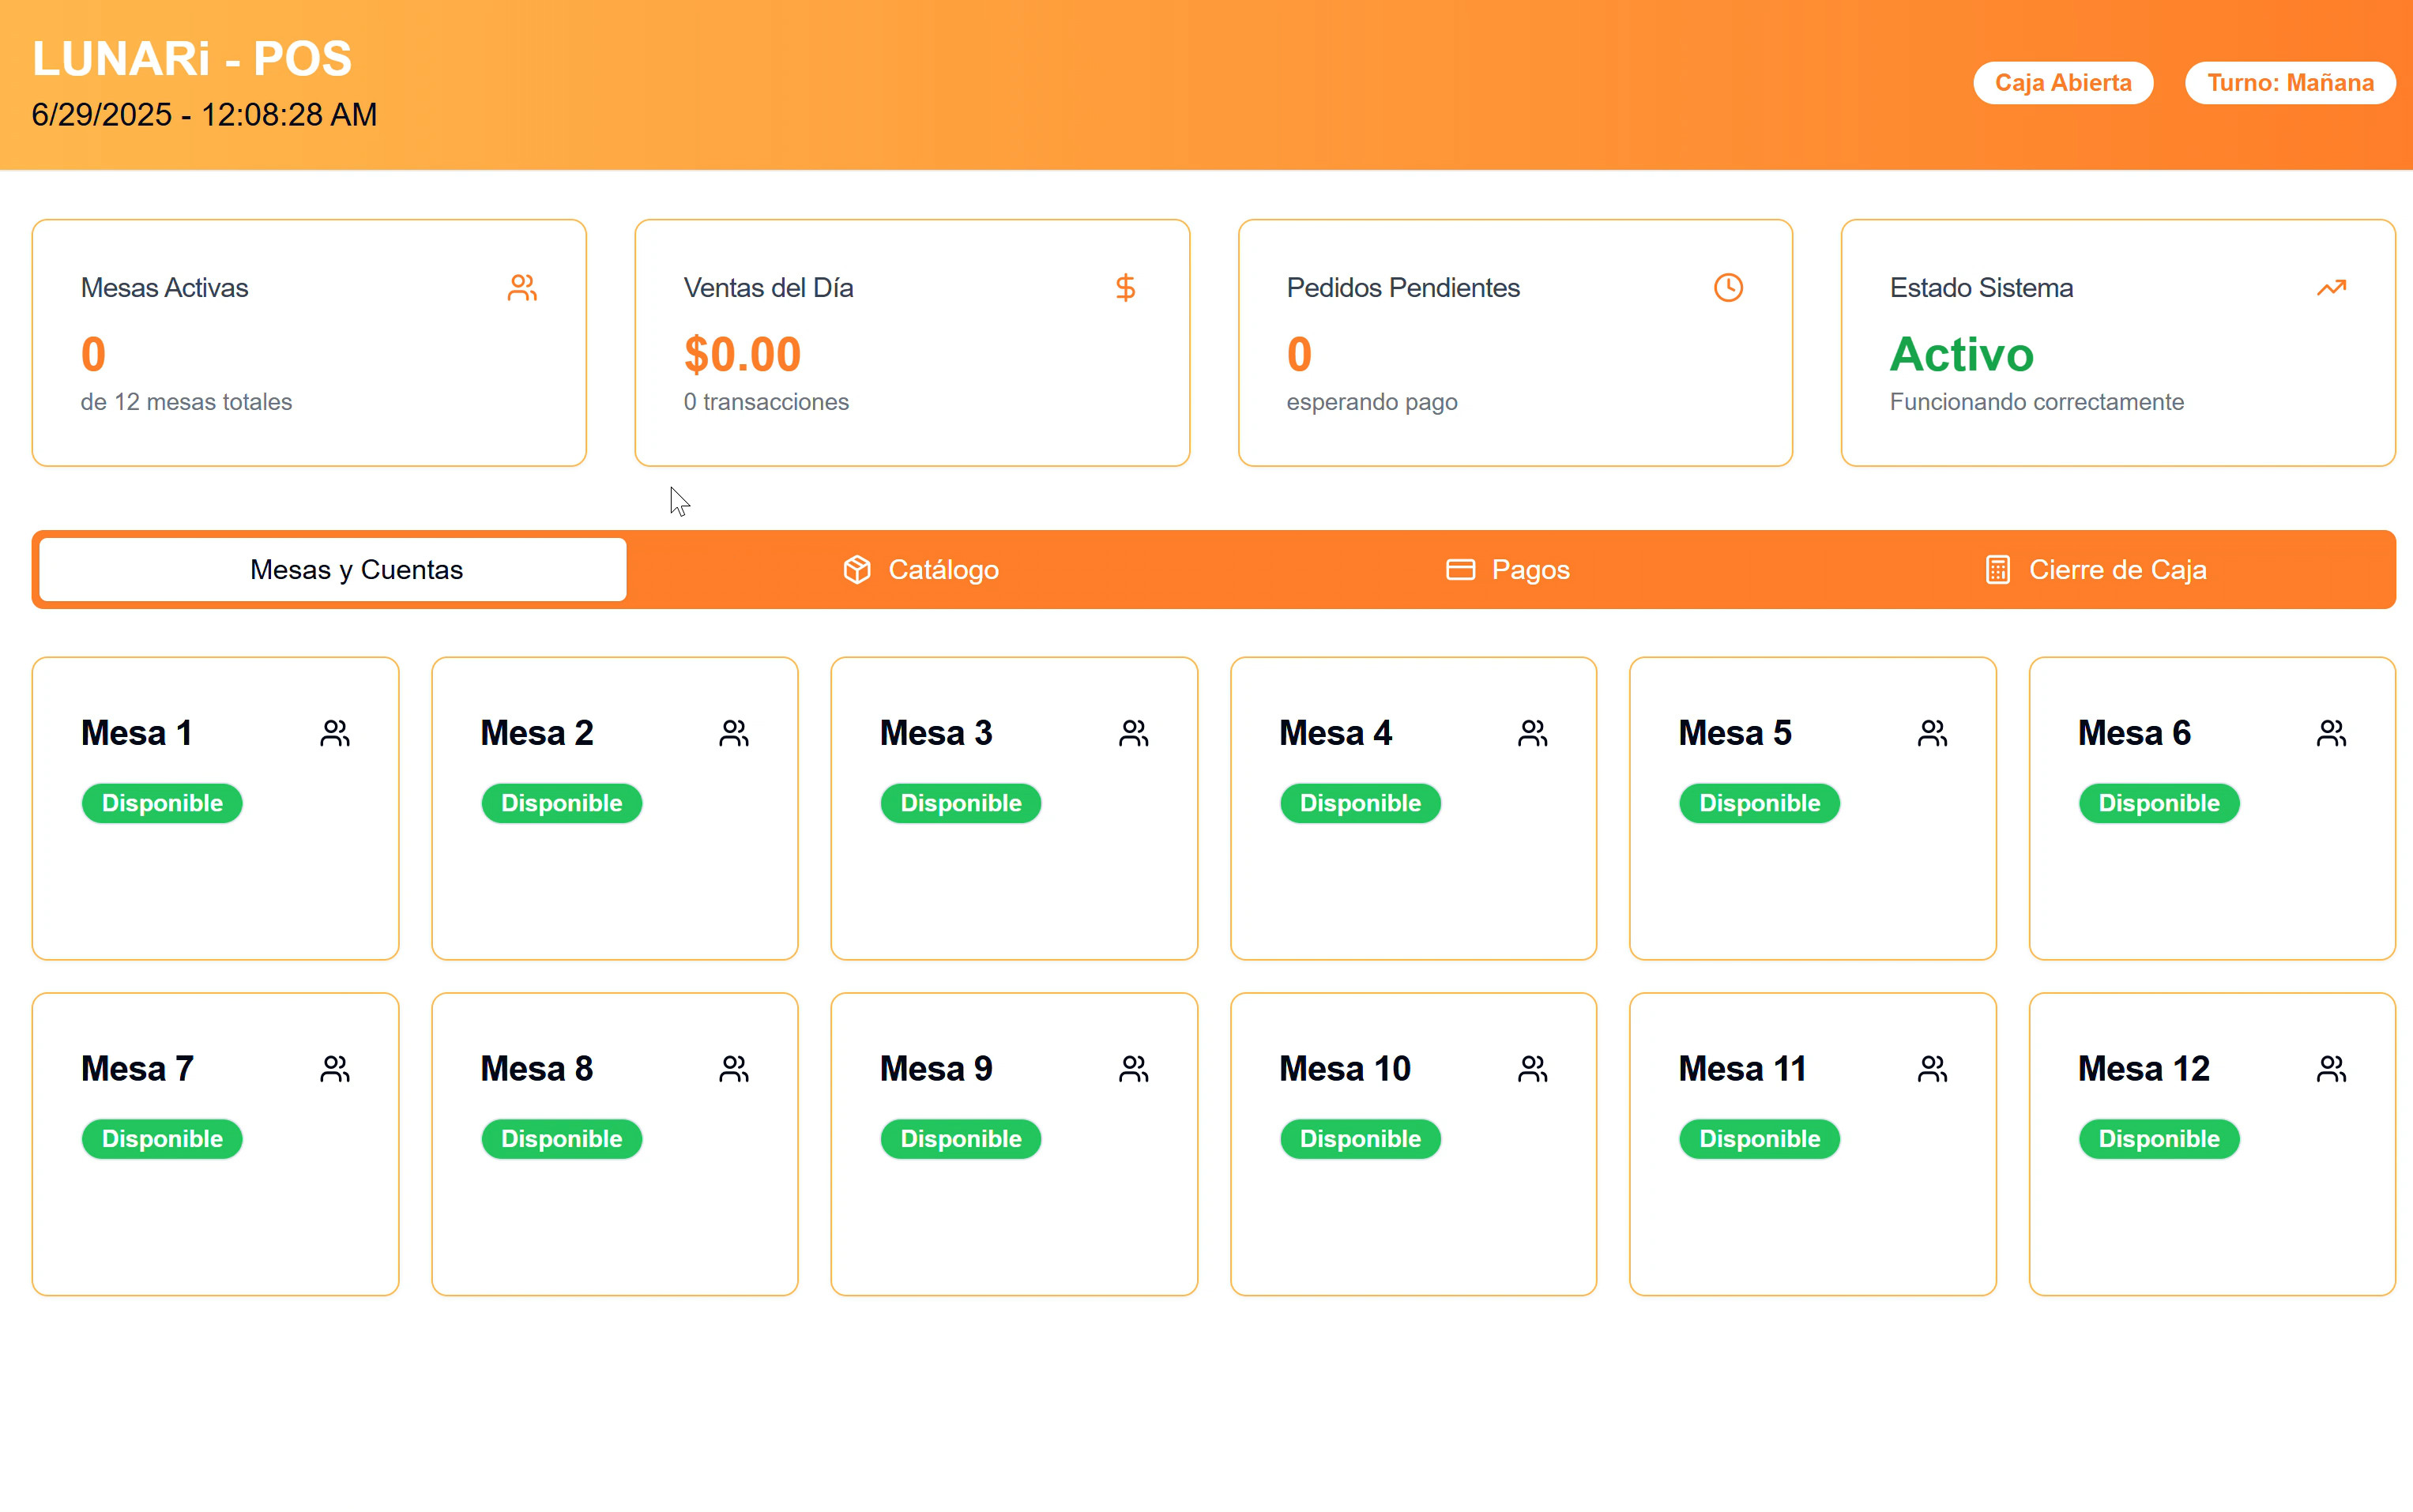 LUNARi - POS
6/29/2025 - 12:08:28 AM
Caja Abierta
Turno: Mañana
Mesas Activas
0
de 12 mesas totales
Ventas del Día
$0.00
0 transacciones
Pedidos Pendientes
0
esperando pago
Estado Sistema
Activo
Funcionando correctamente
Mesas y Cuentas
Catálogo
Pagos
Cierre de Caja
Mesa 1
Disponible
Mesa 2
Disponible
Mesa 3
Disponible
Mesa 4
Disponible
Mesa 5
Disponible
Mesa 6
Disponible
Mesa 7
Disponible
Mesa 8
Disponible
Mesa 9
Disponible
Mesa 10
Disponible
Mesa 11
Disponible
Mesa 12
Disponible